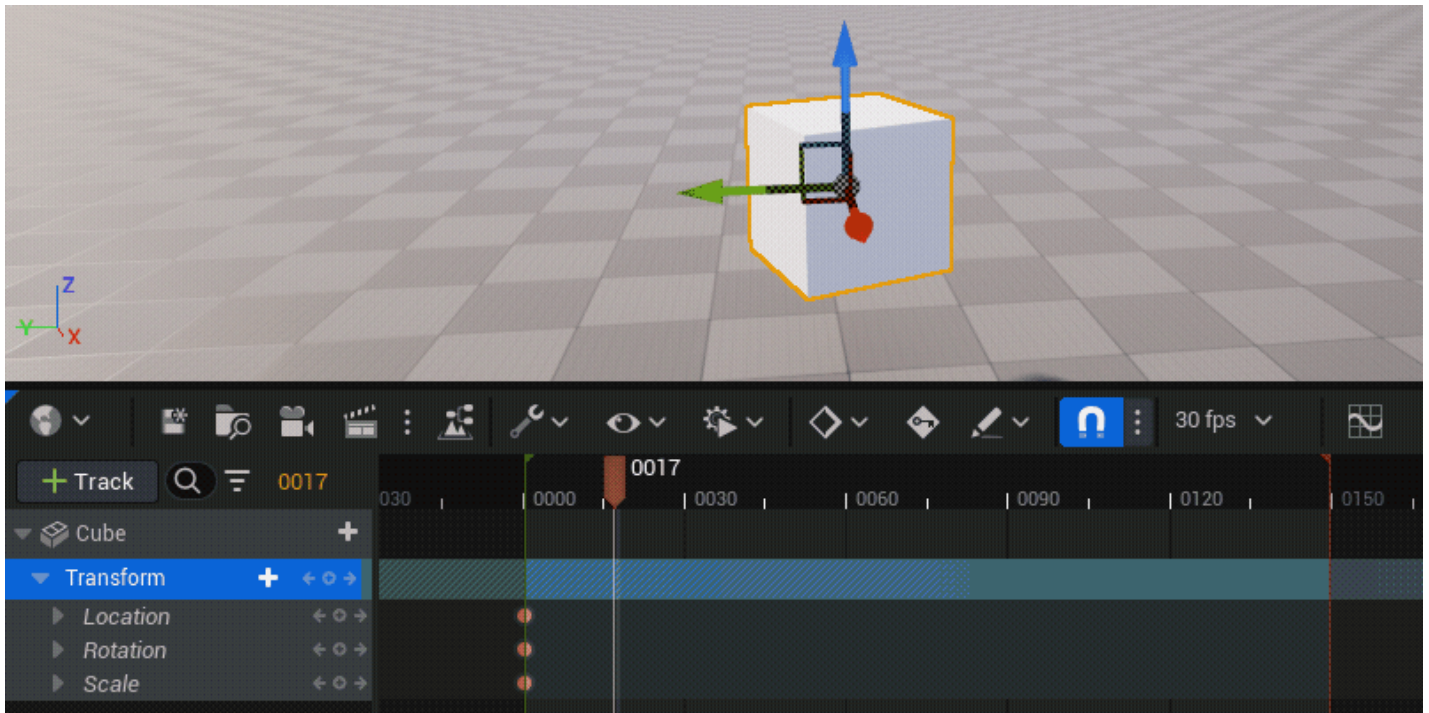 Z
Y
X
30 fps
Track
0017
0017
030
0000
0030
0060
0090
0120
0150
Cube
Transform
Location
Rotation
Scale